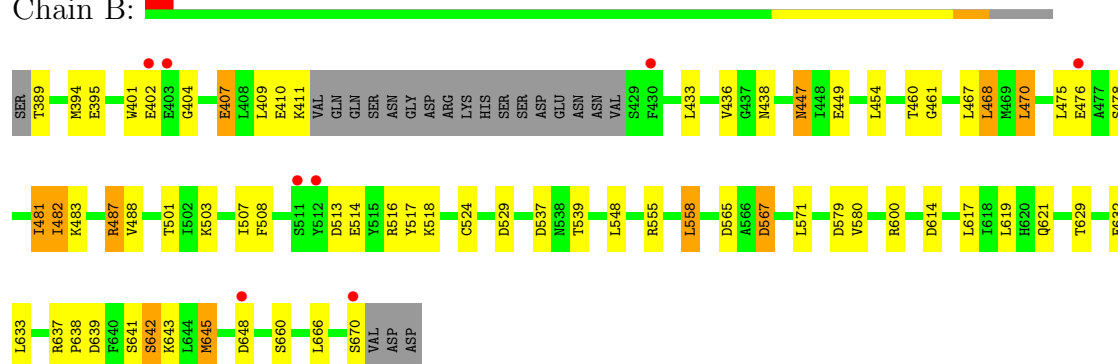 Chain B:
SER T389 M394 E395 W401 E402 E403 G404 E407 L408 L409 E410 K411 VAL GLN GLN SER ASN GLY ASP ARG LYS HIS SER SER ASP GLU ASN ASN VAL S429 F430 L433 V436 G437 N438 N447 I448 E449 L454 T460 G461 L467 L468 M469 L470 L475 E476 A477 S478
I481 I482 K483 R487 V488 T501 I502 K503 I507 F508 S511 Y512 D513 E514 Y515 R516 Y517 K518 C524 D529 D537 N538 T539 L548 R555 L558 D565 A566 D567 L571 D579 V580 R600 D614 L617 I618 L619 H620 Q621 T629
L633 R637 P638 D639 F640 S641 S642 K643 L644 M645 D648 S660 L666 S670 VAL ASP ASP